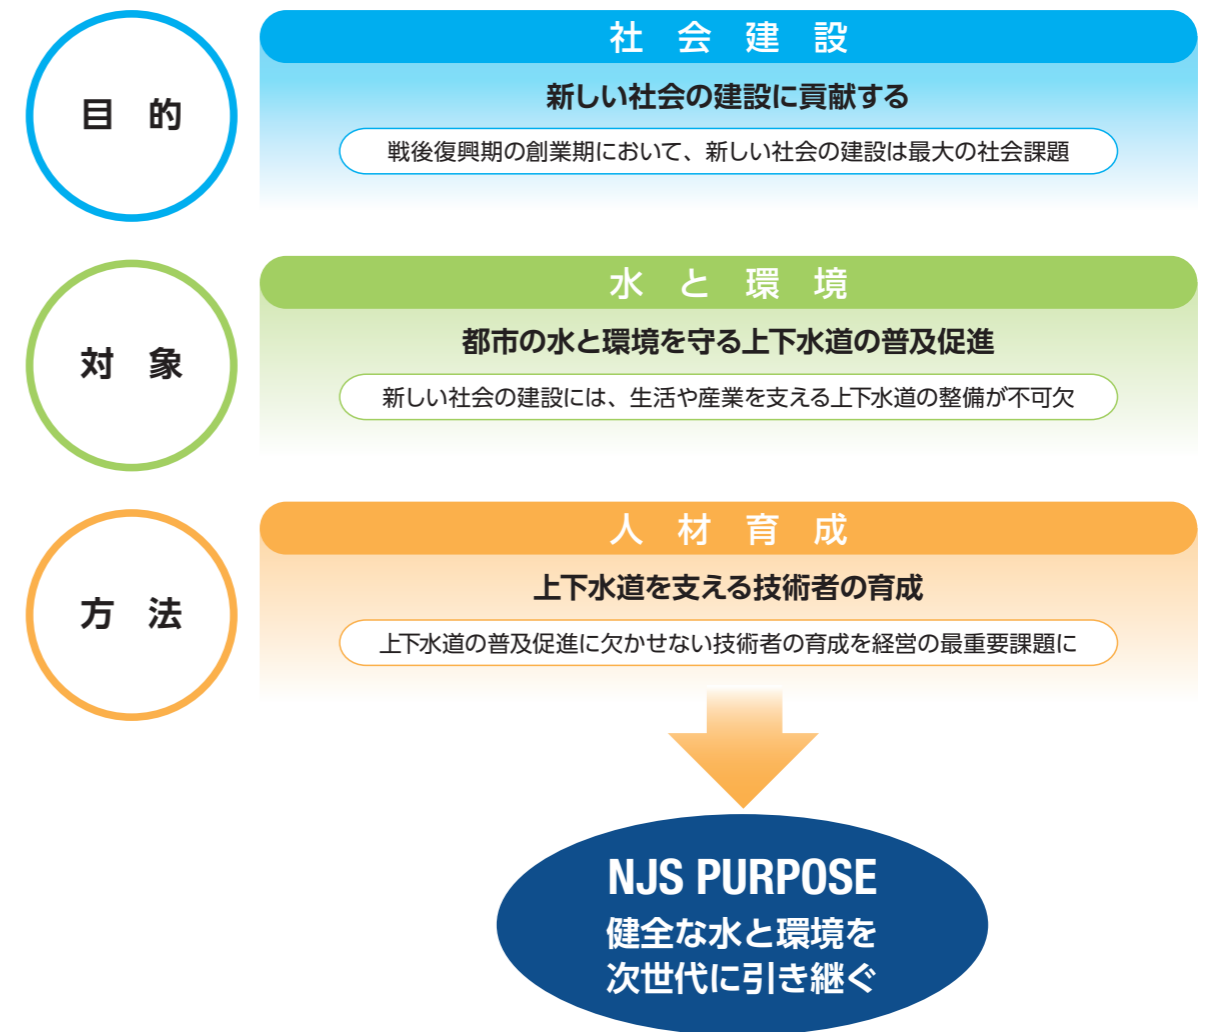 目的
社会建設
新しい社会の建設に貢献する
戦後復興期の創業期において、新しい社会の建設は最大の社会課題
対象
水と環境
都市の水と環境を守る上下水道の普及促進
新しい社会の建設には、生活や産業を支える上下水道の整備が不可欠
方法
人材育成
上下水道を支える技術者の育成
上下水道の普及促進に欠かせない技術者の育成を経営の最重要課題に
NJS PURPOSE
健全な水と環境を
次世代に引き継ぐ